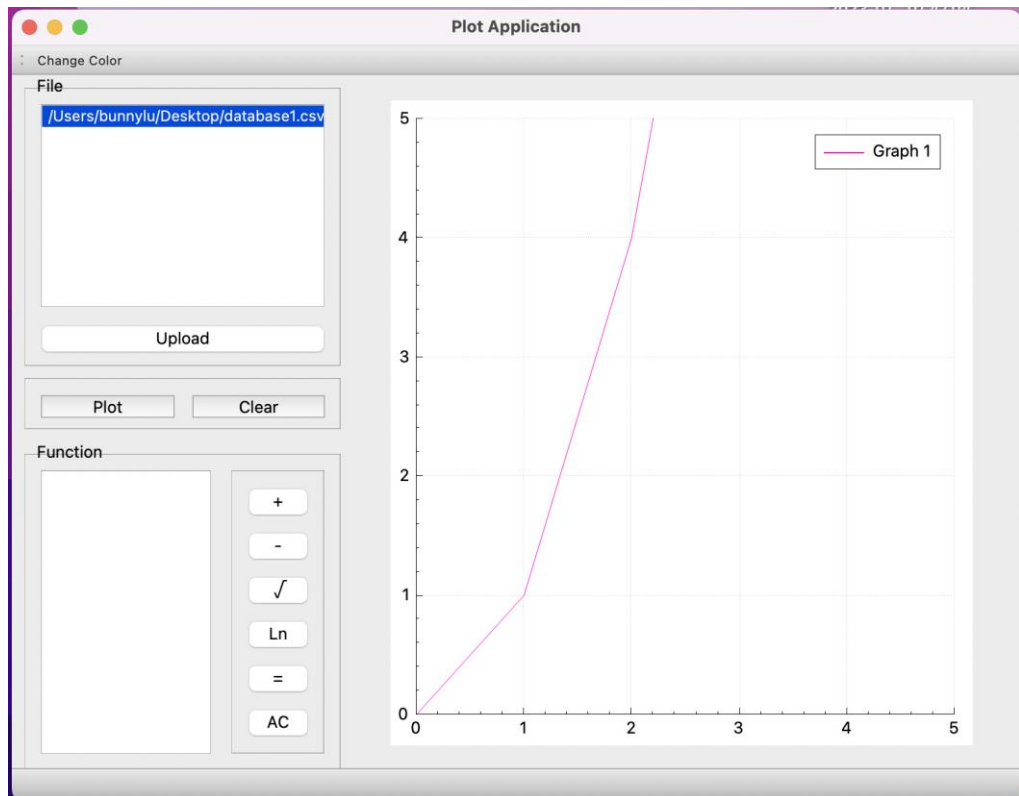 Plot Application
Change Color
File
/Users/bunnylu/Desktop/database1.csv
Upload
Plot
Clear
Function
+
-
√
Ln
=
AC
5
4
3
2
1
0
0 1 2 3 4 5
Graph 1